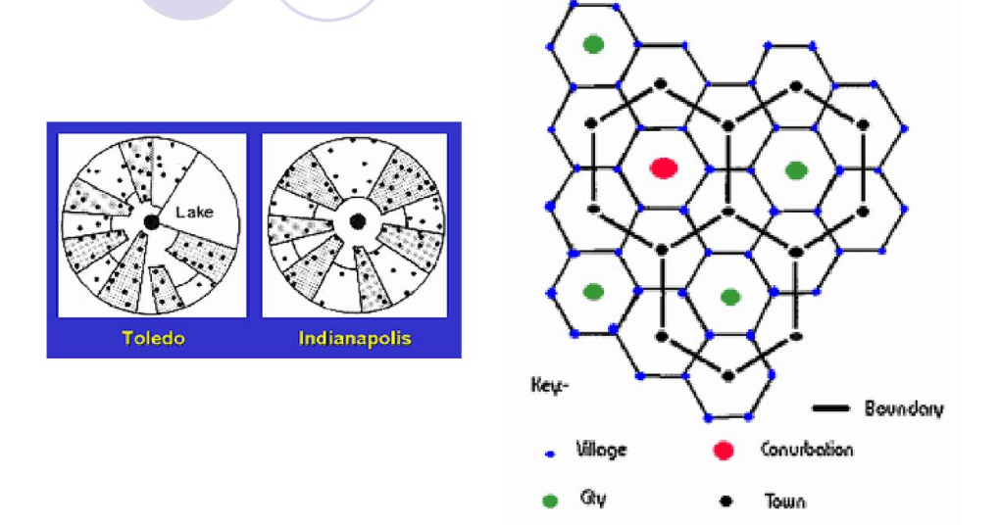 Lake
Toledo
Indianapolis
Key:-
Boundary
Village
Conurbation
City
Town